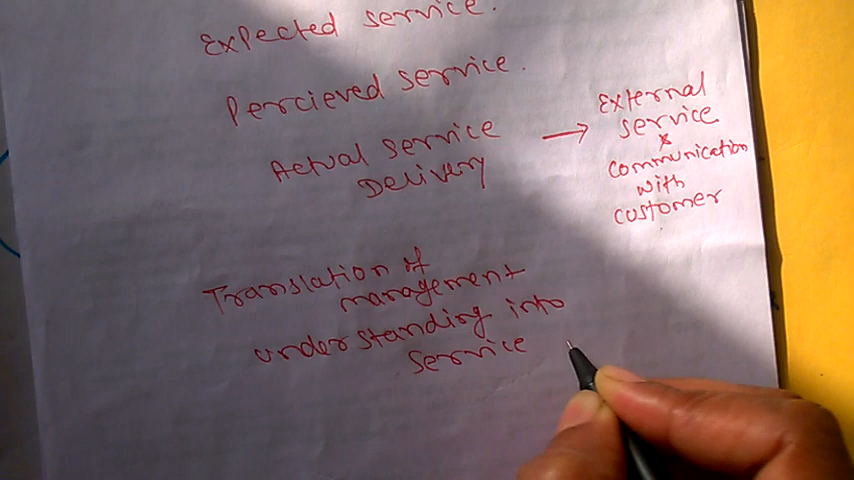 Expected service.
Percieved service.
Actual service
Delivery
→ External
service
x
communication
with
customer
Translation of
management
understanding into
service